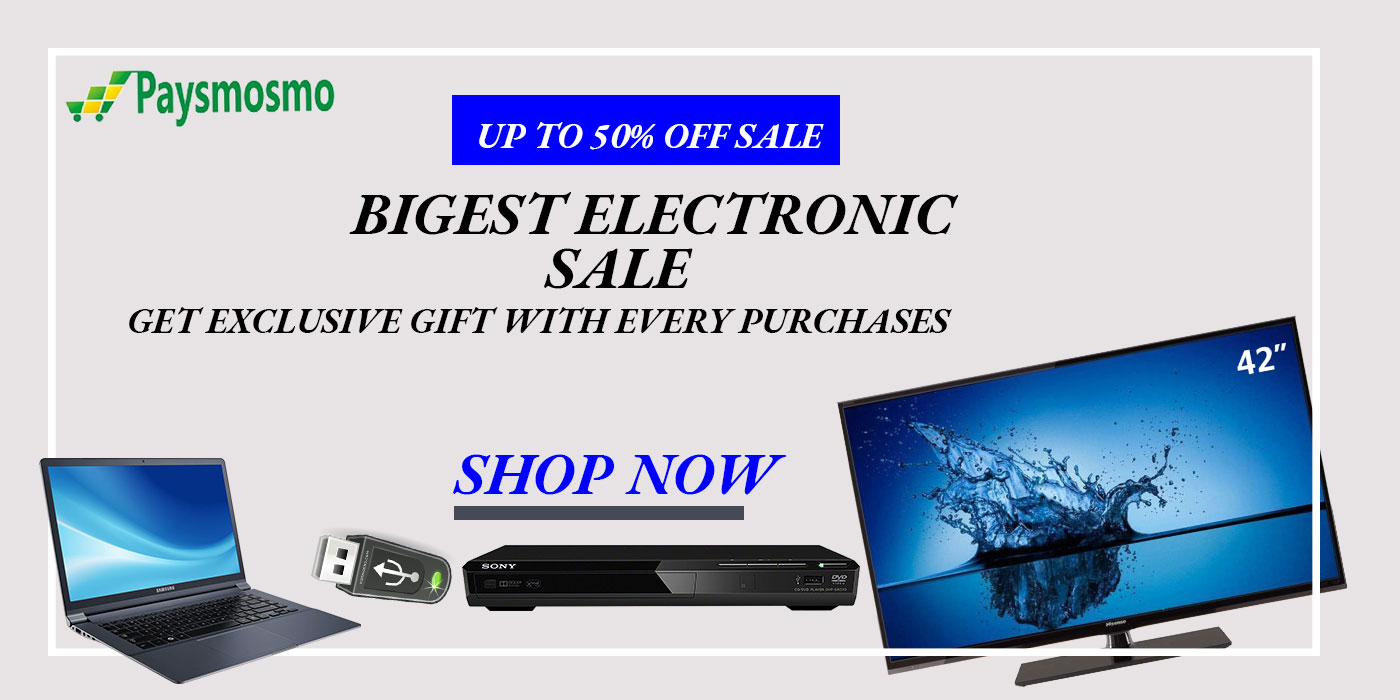 Paysmosmo
UP TO 50% OFF SALE
BIGEST ELECTRONIC
SALE
GET EXCLUSIVE GIFT WITH EVERY PURCHASES
42"
SHOP NOW
SAMSUNG
SONY
DVD
Hisense